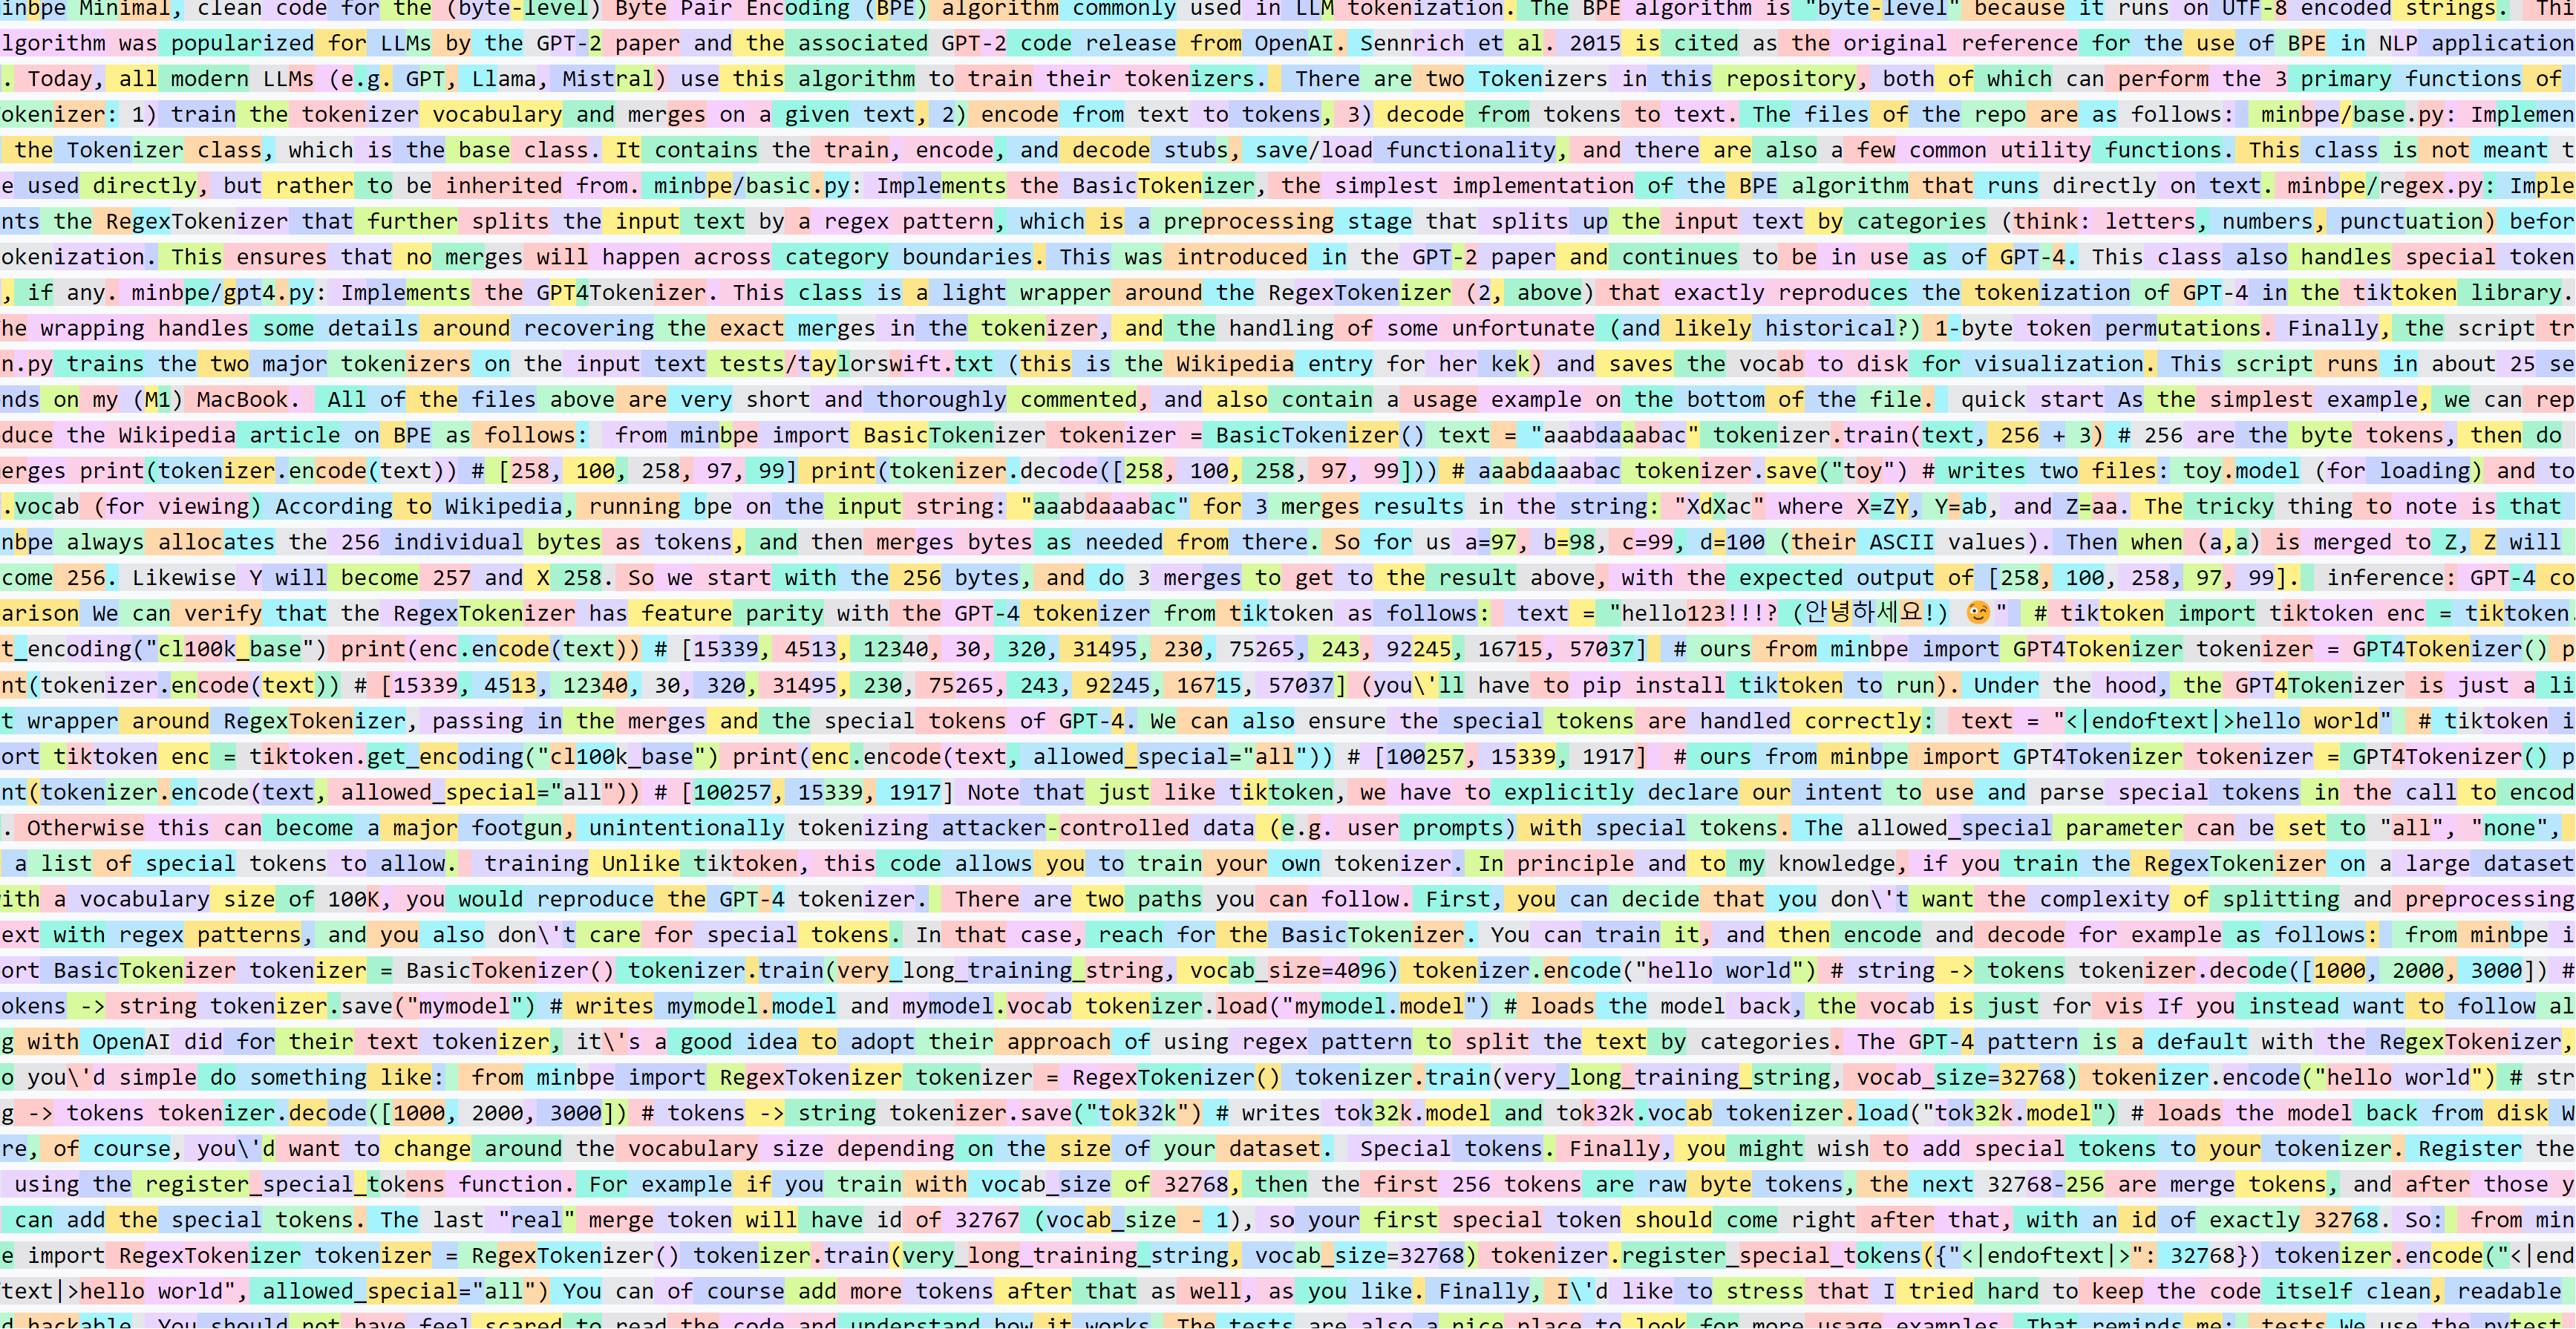 inbpe Minimal, clean code for the (byte-level) Byte Pair Encoding (BPE) algorithm commonly used in LLM tokenization. The BPE algorithm is "byte-level" because it runs on UTF-8 encoded strings.  Thi
lgorithm was popularized for LLMs by the GPT-2 paper and the associated GPT-2 code release from OpenAI. Sennrich et al. 2015 is cited as the original reference for the use of BPE in NLP application
. Today, all modern LLMs (e.g. GPT, Llama, Mistral) use this algorithm to train their tokenizers.  There are two Tokenizers in this repository, both of which can perform the 3 primary functions of
okenizer: 1) train the tokenizer vocabulary and merges on a given text, 2) encode from text to tokens, 3) decode from tokens to text. The files of the repo are as follows:  minbpe/base.py: Implemen
the Tokenizer class, which is the base class. It contains the train, encode, and decode stubs, save/load functionality, and there are also a few common utility functions. This class is not meant t
e used directly, but rather to be inherited from. minbpe/basic.py: Implements the BasicTokenizer, the simplest implementation of the BPE algorithm that runs directly on text. minbpe/regex.py: Imple
nts the RegexTokenizer that further splits the input text by a regex pattern, which is a preprocessing stage that splits up the input text by categories (think: letters, numbers, punctuation) befor
okenization. This ensures that no merges will happen across category boundaries. This was introduced in the GPT-2 paper and continues to be in use as of GPT-4. This class also handles special token
, if any. minbpe/gpt4.py: Implements the GPT4Tokenizer. This class is a light wrapper around the RegexTokenizer (2, above) that exactly reproduces the tokenization of GPT-4 in the tiktoken library.
he wrapping handles some details around recovering the exact merges in the tokenizer, and the handling of some unfortunate (and likely historical?) 1-byte token permutations. Finally, the script tr
n.py trains the two major tokenizers on the input text tests/taylorswift.txt (this is the Wikipedia entry for her kek) and saves the vocab to disk for visualization. This script runs in about 25 se
nds on my (M1) MacBook.  All of the files above are very short and thoroughly commented, and also contain a usage example on the bottom of the file.  quick start As the simplest example, we can rep
duce the Wikipedia article on BPE as follows:  from minbpe import BasicTokenizer tokenizer = BasicTokenizer() text = "aaabdaaabac" tokenizer.train(text, 256 + 3) # 256 are the byte tokens, then do
erges print(tokenizer.encode(text)) # [258, 100, 258, 97, 99] print(tokenizer.decode([258, 100, 258, 97, 99])) # aaabdaaabac tokenizer.save("toy") # writes two files: toy.model (for loading) and to
.vocab (for viewing) According to Wikipedia, running bpe on the input string: "aaabdaaabac" for 3 merges results in the string: "XdXac" where X=ZY, Y=ab, and Z=aa. The tricky thing to note is that
nbpe always allocates the 256 individual bytes as tokens, and then merges bytes as needed from there. So for us a=97, b=98, c=99, d=100 (their ASCII values). Then when (a,a) is merged to Z, Z will
come 256. Likewise Y will become 257 and X 258. So we start with the 256 bytes, and do 3 merges to get to the result above, with the expected output of [258, 100, 258, 97, 99].  inference: GPT-4 co
arison We can verify that the RegexTokenizer has feature parity with the GPT-4 tokenizer from tiktoken as follows:  text = "hello123!!!? (안녕하세요!) 😉"  # tiktoken import tiktoken enc = tiktoken.
t_encoding("cl100k_base") print(enc.encode(text)) # [15339, 4513, 12340, 30, 320, 31495, 230, 75265, 243, 92245, 16715, 57037]  # ours from minbpe import GPT4Tokenizer tokenizer = GPT4Tokenizer() p
nt(tokenizer.encode(text)) # [15339, 4513, 12340, 30, 320, 31495, 230, 75265, 243, 92245, 16715, 57037] (you\'ll have to pip install tiktoken to run). Under the hood, the GPT4Tokenizer is just a li
t wrapper around RegexTokenizer, passing in the merges and the special tokens of GPT-4. We can also ensure the special tokens are handled correctly:  text = "<|endoftext|>hello world"  # tiktoken i
ort tiktoken enc = tiktoken.get_encoding("cl100k_base") print(enc.encode(text, allowed_special="all")) # [100257, 15339, 1917]  # ours from minbpe import GPT4Tokenizer tokenizer = GPT4Tokenizer() p
nt(tokenizer.encode(text, allowed_special="all")) # [100257, 15339, 1917] Note that just like tiktoken, we have to explicitly declare our intent to use and parse special tokens in the call to encod
. Otherwise this can become a major footgun, unintentionally tokenizing attacker-controlled data (e.g. user prompts) with special tokens. The allowed_special parameter can be set to "all", "none",
a list of special tokens to allow.  training Unlike tiktoken, this code allows you to train your own tokenizer. In principle and to my knowledge, if you train the RegexTokenizer on a large dataset
ith a vocabulary size of 100K, you would reproduce the GPT-4 tokenizer.  There are two paths you can follow. First, you can decide that you don\'t want the complexity of splitting and preprocessing
ext with regex patterns, and you also don\'t care for special tokens. In that case, reach for the BasicTokenizer. You can train it, and then encode and decode for example as follows:  from minbpe i
ort BasicTokenizer tokenizer = BasicTokenizer() tokenizer.train(very_long_training_string, vocab_size=4096) tokenizer.encode("hello world") # string -> tokens tokenizer.decode([1000, 2000, 3000]) #
okens -> string tokenizer.save("mymodel") # writes mymodel.model and mymodel.vocab tokenizer.load("mymodel.model") # loads the model back, the vocab is just for vis If you instead want to follow al
g with OpenAI did for their text tokenizer, it\'s a good idea to adopt their approach of using regex pattern to split the text by categories. The GPT-4 pattern is a default with the RegexTokenizer,
o you\'d simple do something like:  from minbpe import RegexTokenizer tokenizer = RegexTokenizer() tokenizer.train(very_long_training_string, vocab_size=32768) tokenizer.encode("hello world") # str
g -> tokens tokenizer.decode([1000, 2000, 3000]) # tokens -> string tokenizer.save("tok32k") # writes tok32k.model and tok32k.vocab tokenizer.load("tok32k.model") # loads the model back from disk W
re, of course, you\'d want to change around the vocabulary size depending on the size of your dataset.  Special tokens. Finally, you might wish to add special tokens to your tokenizer. Register the
using the register_special_tokens function. For example if you train with vocab_size of 32768, then the first 256 tokens are raw byte tokens, the next 32768-256 are merge tokens, and after those y
can add the special tokens. The last "real" merge token will have id of 32767 (vocab_size - 1), so your first special token should come right after that, with an id of exactly 32768. So:  from min
e import RegexTokenizer tokenizer = RegexTokenizer() tokenizer.train(very_long_training_string, vocab_size=32768) tokenizer.register_special_tokens({"<|endoftext|>": 32768}) tokenizer.encode("<|end
text|>hello world", allowed_special="all") You can of course add more tokens after that as well, as you like. Finally, I\'d like to stress that I tried hard to keep the code itself clean, readable
d hackable. You should not have feel scared to read the code and understand how it works. The tests are also a nice place to look for more usage examples. That reminds me:  tests We use the pytest